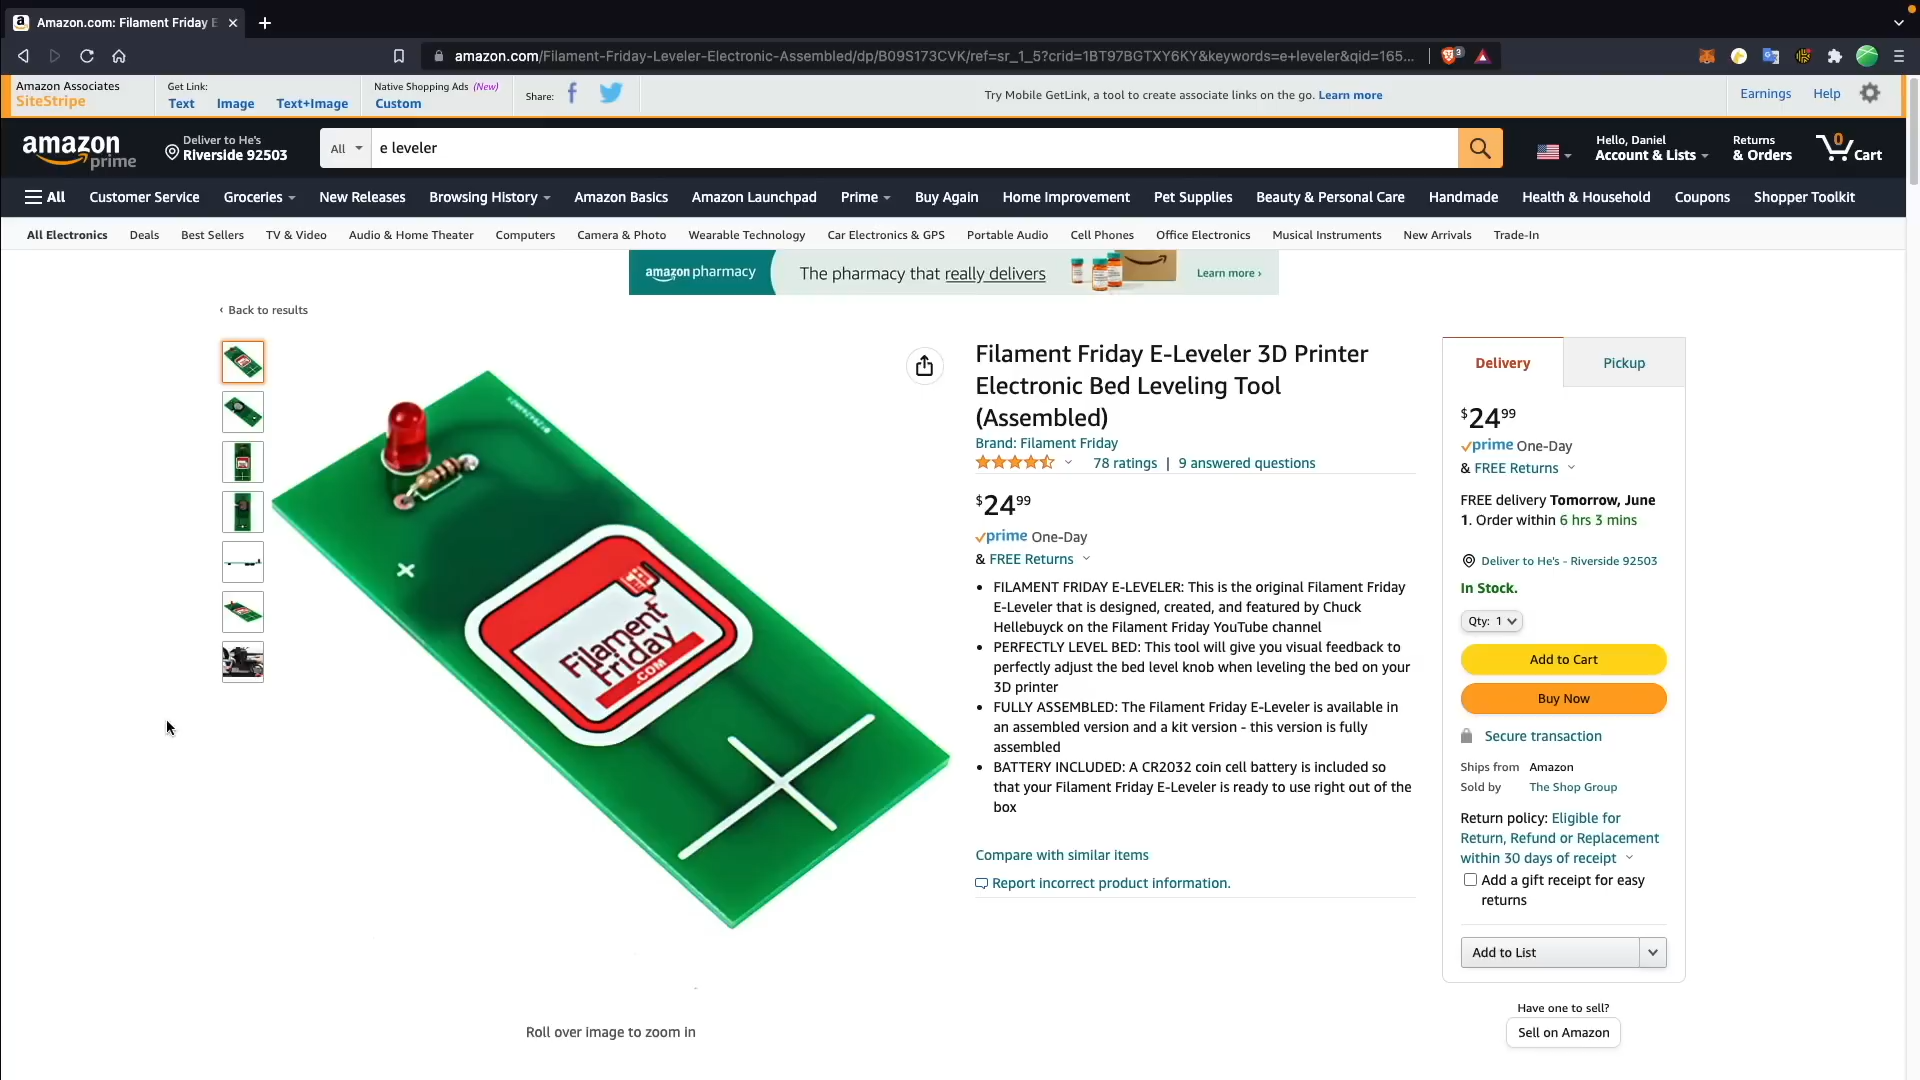 Amazon.com: Filament Friday E
amazon.com/Filament-Friday-Leveler-Electronic-Assembled/dp/B09S173CVK/ref=sr_1_5?crid=1BT97BGTXY6KY&keywords=e+leveler&qid=165...
3
Amazon Associates
SiteStripe
Get Link:
Text Image Text+Image
Native Shopping Ads (New)
Custom
Share:
Try Mobile GetLink, a tool to create associate links on the go. Learn more
Earnings Help
amazon prime
Deliver to He's
Riverside 92503
All
e leveler
Hello, Daniel
Account & Lists
Returns
& Orders
0
Cart
All Customer Service Groceries New Releases Browsing History Amazon Basics Amazon Launchpad Prime Buy Again Home Improvement Pet Supplies Beauty & Personal Care Handmade Health & Household Coupons Shopper Toolkit
All Electronics Deals Best Sellers TV & Video Audio & Home Theater Computers Camera & Photo Wearable Technology Car Electronics & GPS Portable Audio Cell Phones Office Electronics Musical Instruments New Arrivals Trade-In
amazon pharmacy The pharmacy that really delivers Learn more ›
‹ Back to results
Filament
Friday
.COM
Roll over image to zoom in
Filament Friday E-Leveler 3D Printer
Electronic Bed Leveling Tool
(Assembled)
Brand: Filament Friday
78 ratings | 9 answered questions
$24.99
prime One-Day
& FREE Returns
• FILAMENT FRIDAY E-LEVELER: This is the original Filament Friday
E-Leveler that is designed, created, and featured by Chuck
Hellebuyck on the Filament Friday YouTube channel
• PERFECTLY LEVEL BED: This tool will give you visual feedback to
perfectly adjust the bed level knob when leveling the bed on your
3D printer
• FULLY ASSEMBLED: The Filament Friday E-Leveler is available in
an assembled version and a kit version - this version is fully
assembled
• BATTERY INCLUDED: A CR2032 coin cell battery is included so
that your Filament Friday E-Leveler is ready to use right out of the
box
Compare with similar items
Report incorrect product information.
Delivery Pickup
$24.99
prime One-Day
& FREE Returns
FREE delivery Tomorrow, June
1. Order within 6 hrs 3 mins
Deliver to He's - Riverside 92503
In Stock.
Qty: 1
Add to Cart
Buy Now
Secure transaction
Ships from Amazon
Sold by The Shop Group
Return policy: Eligible for
Return, Refund or Replacement
within 30 days of receipt
Add a gift receipt for easy
returns
Add to List
Have one to sell?
Sell on Amazon